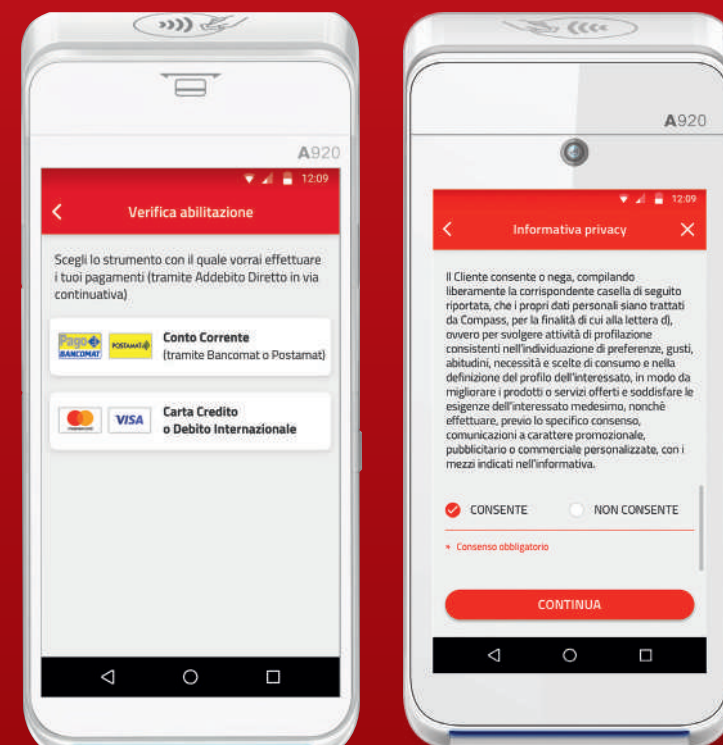 A920
12:09
Verifica abilitazione
Scegli lo strumento con il quale vorrai effettuare
i tuoi pagamenti (tramite Addebito Diretto in via
continuativa)
Pago
BANCOMAT
POSTAMAT
Conto Corrente
(tramite Bancomat o Postamat)
VISA
Carta Credito
o Debito Internazionale
A920
12:09
Informativa privacy
Il Cliente consente o nega, compilando
liberamente la corrispondente casella di seguito
riportata, che i propri dati personali siano trattati
da Compass, per la finalità di cui alla lettera d),
ovvero per svolgere attività di profilazione
consistenti nell'individuazione di preferenze, gusti,
abitudini, necessità e scelte di consumo e nella
definizione del profilo dell'interessato, in modo da
migliorare i prodotti o servizi offerti e soddisfare le
esigenze dell'interessato medesimo, nonché
effettuare, previo lo specifico consenso,
comunicazioni a carattere promozionale,
pubblicitario o commerciale personalizzate, con i
mezzi indicati nell'informativa.
CONSENTE
NON CONSENTE
* Consenso obbligatorio
CONTINUA